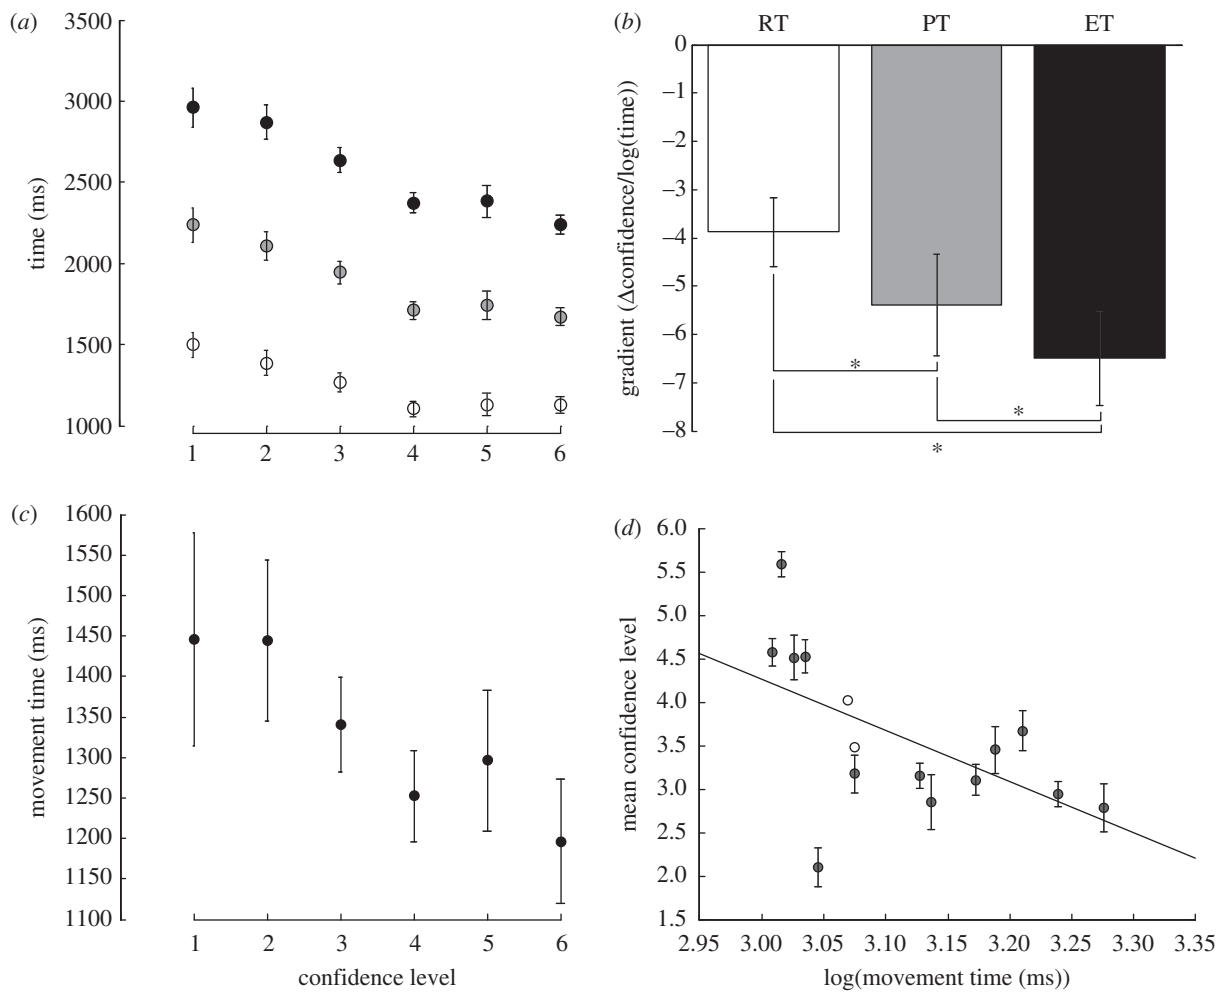 (a)
3500
3000
2500
2000
1500
1000
time (ms)
1 2 3 4 5 6
(b)
RT PT ET
0
–1
–2
–3
–4
–5
–6
–7
–8
gradient (Δconfidence/log(time))
*
*
*
(c)
1600
1550
1500
1450
1400
1350
1300
1250
1200
1150
1100
movement time (ms)
1 2 3 4 5 6
confidence level
(d)
6.0
5.5
5.0
4.5
4.0
3.5
3.0
2.5
2.0
1.5
mean confidence level
2.95 3.00 3.05 3.10 3.15 3.20 3.25 3.30 3.35
log(movement time (ms))